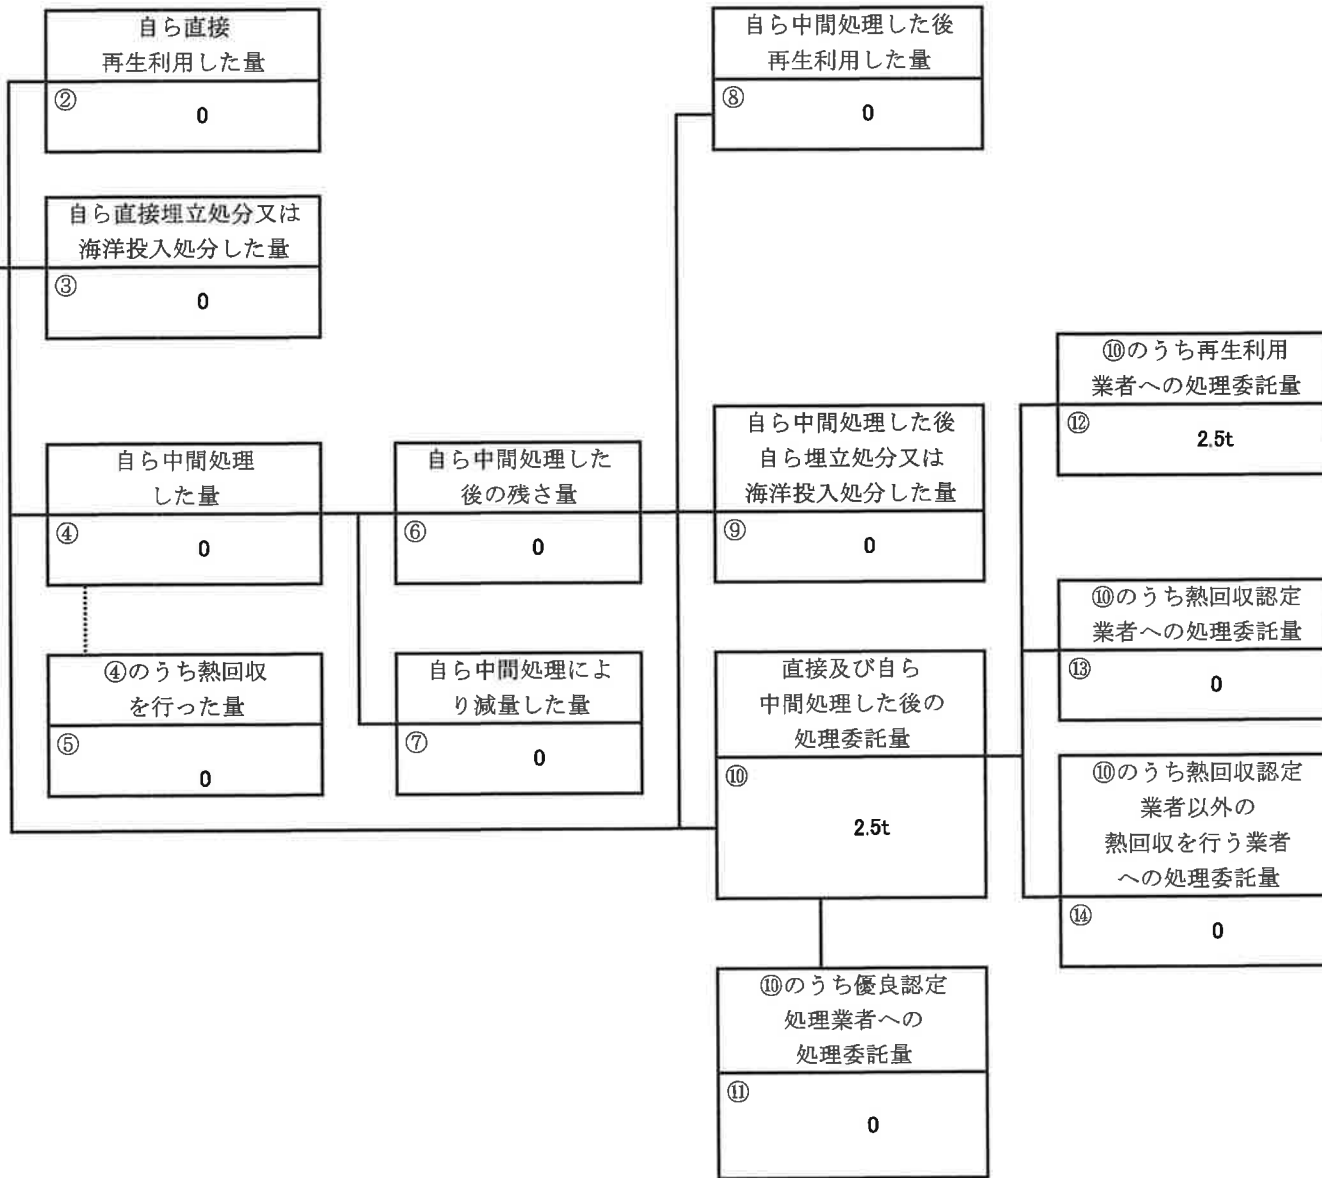 自ら直接
再生利用した量
②
0
自ら直接埋立処分又は
海洋投入処分した量
③
0
自ら中間処理
した量
④
0
④のうち熱回収
を行った量
⑤
0
自ら中間処理した
後の残さ量
⑥
0
自ら中間処理によ
り減量した量
⑦
0
自ら中間処理した後
再生利用した量
⑧
0
自ら中間処理した後
自ら埋立処分又は
海洋投入処分した量
⑨
0
直接及び自ら
中間処理した後の
処理委託量
⑩
2.5t
⑩のうち優良認定
処理業者への
処理委託量
⑪
0
⑩のうち再生利用
業者への処理委託量
⑫
2.5t
⑩のうち熱回収認定
業者への処理委託量
⑬
0
⑩のうち熱回収認定
業者以外の
熱回収を行う業者
への処理委託量
⑭
0